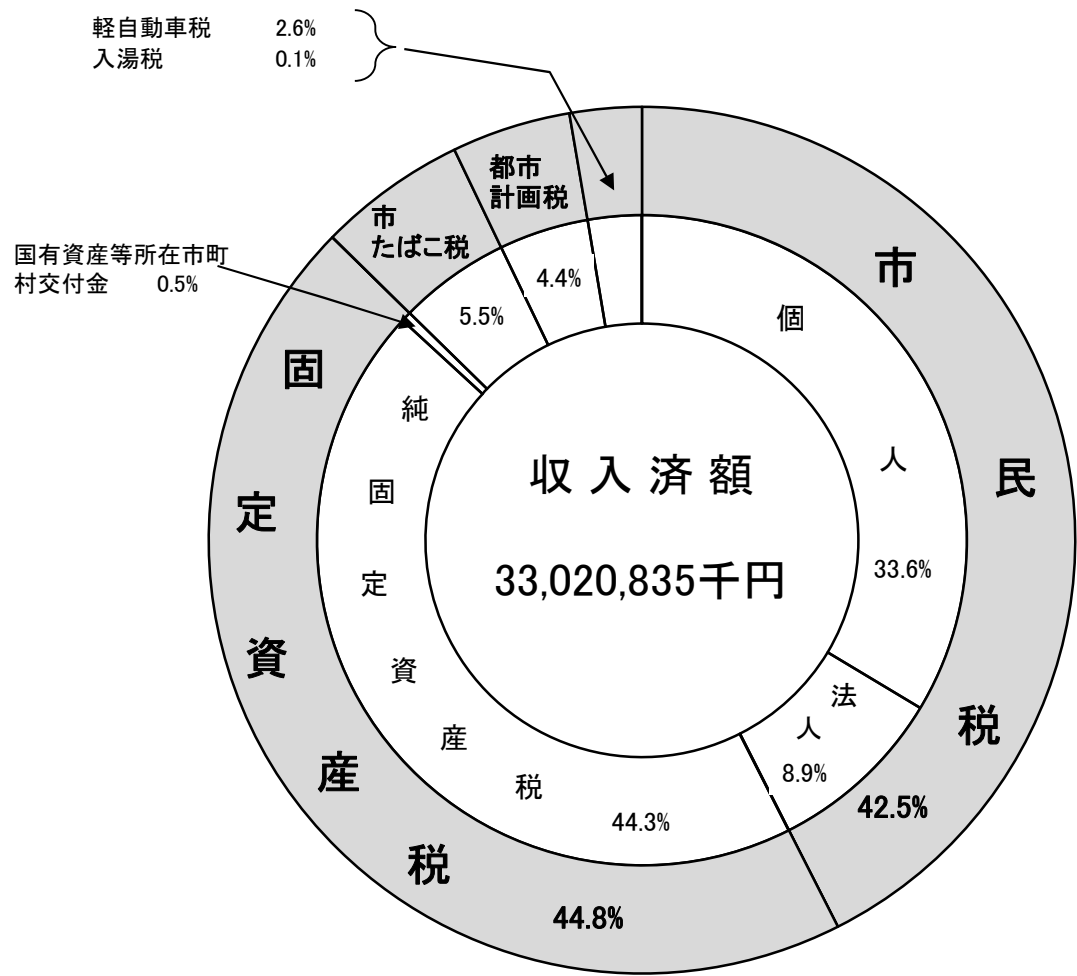 軽自動車税 2.6%
入湯税 0.1%
都市
計画税
市
たばこ税
国有資産等所在市町
村交付金 0.5%
5.5%
4.4%
市民税
42.5%
個人
33.6%
法人
8.9%
固定資産税
44.8%
純固定資産税
44.3%
収入済額
33,020,835千円